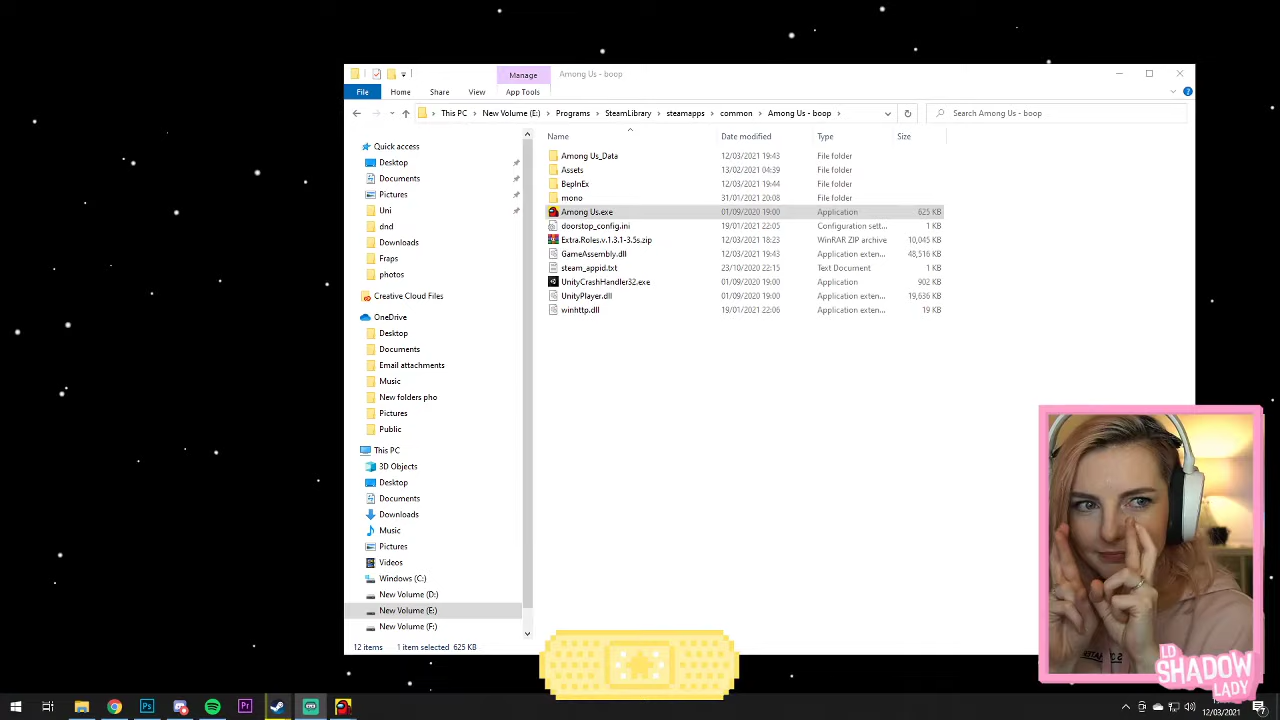 Manage
Among Us - boop
File
Home
Share
View
App Tools
This PC
New Volume (E:)
Programs
SteamLibrary
steamapps
common
Among Us - boop
Search Among Us - boop
Name
Date modified
Type
Size
Quick access
Desktop
Documents
Pictures
Uni
dnd
Downloads
Fraps
photos
Creative Cloud Files
OneDrive
Desktop
Documents
Email attachments
Music
New folders pho
Pictures
Public
This PC
3D Objects
Desktop
Documents
Downloads
Music
Pictures
Videos
Windows (C:)
New Volume (D:)
New Volume (E:)
New Volume (F:)
Among Us_Data 12/03/2021 19:43 File folder
Assets 13/02/2021 04:39 File folder
BepInEx 12/03/2021 19:44 File folder
mono 31/01/2021 20:08 File folder
Among Us.exe 01/09/2020 19:00 Application 625 KB
doorstop_config.ini 19/01/2021 22:05 Configuration sett... 1 KB
Extra.Roles.v.1.3.1-3.5s.zip 12/03/2021 18:23 WinRAR ZIP archive 10,045 KB
GameAssembly.dll 12/03/2021 19:43 Application exten... 48,516 KB
steam_appid.txt 23/10/2020 22:15 Text Document 1 KB
UnityCrashHandler32.exe 01/09/2020 19:00 Application 902 KB
UnityPlayer.dll 01/09/2020 19:00 Application exten... 19,636 KB
winhttp.dll 19/01/2021 22:06 Application exten... 19 KB
12 items 1 item selected 625 KB
LD
SHADOW
LADY
12/03/2021